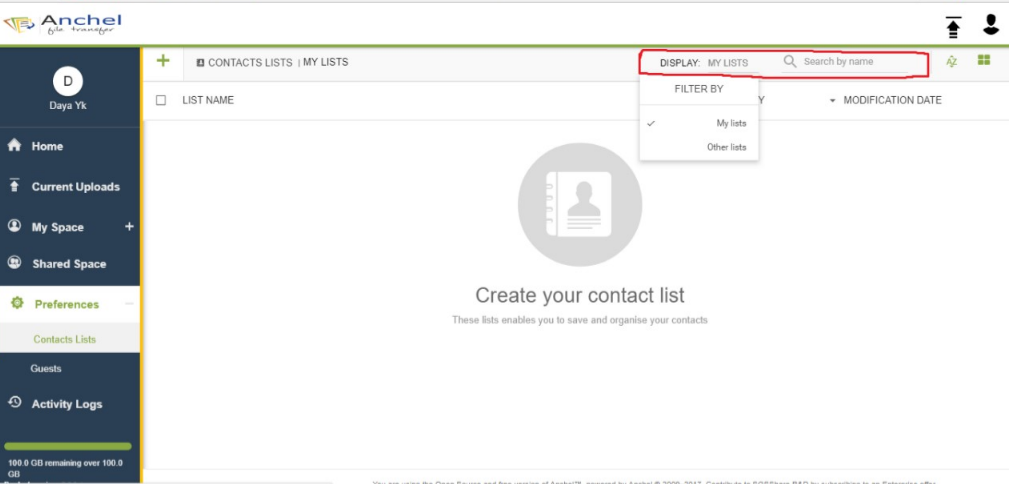 Anchel
file transfer
D
Daya Yk
Home
Current Uploads
My Space +
Shared Space
Preferences −
Contacts Lists
Guests
Activity Logs
100.0 GB remaining over 100.0
GB
+ CONTACTS LISTS | MY LISTS
DISPLAY: MY LISTS
Search by name
LIST NAME
Y
MODIFICATION DATE
FILTER BY
✓ My lists
Other lists
Create your contact list
These lists enables you to save and organise your contacts